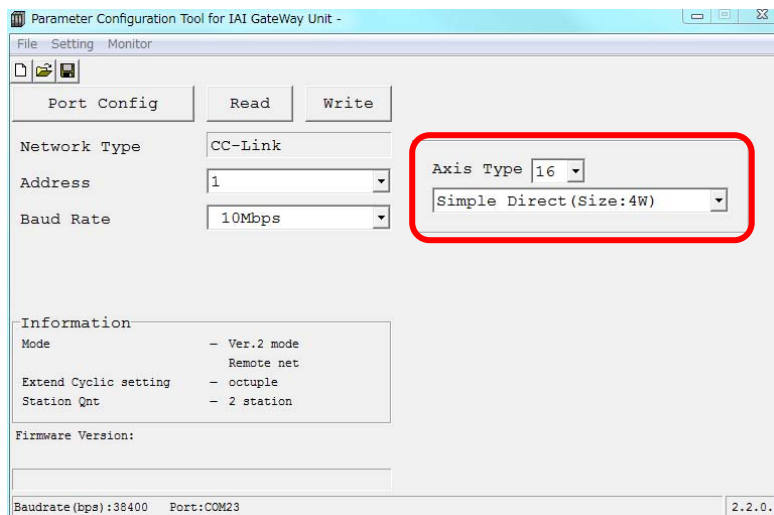 Parameter Configuration Tool for IAI GateWay Unit -
File Setting Monitor
Port Config Read Write
Network Type CC-Link
Address 1
Baud Rate 10Mbps
Axis Type 16
Simple Direct(Size:4W)
Information
Mode — Ver.2 mode
Remote net
Extend Cyclic setting — octuple
Station Qnt — 2 station
Firmware Version:
Baudrate(bps):38400 Port:COM23 2.2.0.